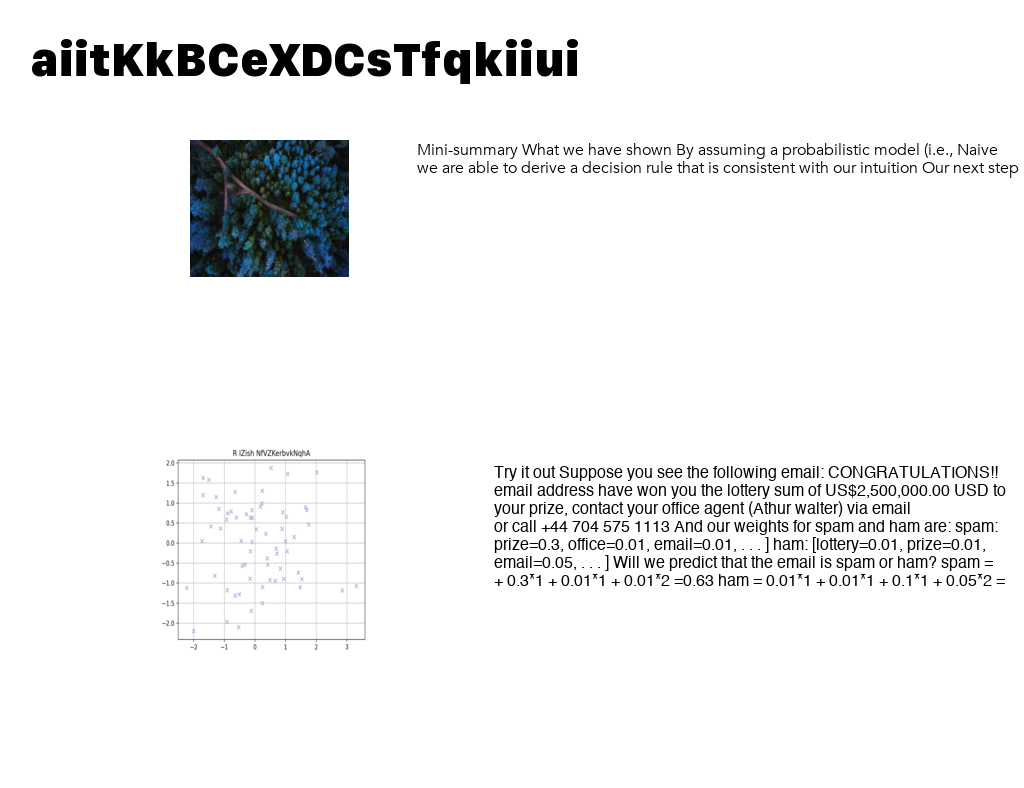 aiitKkBCeXDCsTfqkiiui
Mini-summary What we have shown By assuming a probabilistic model (i.e., Naive
we are able to derive a decision rule that is consistent with our intuition Our next step
R IZish NfVZKerbvkNqhA
2.0
1.5
1.0
0.5
0.0
−0.5
−1.0
−1.5
−2.0
−2 −1 0 1 2 3
Try it out Suppose you see the following email: CONGRATULATIONS!!
email address have won you the lottery sum of US$2,500,000.00 USD to
your prize, contact your office agent (Athur walter) via email
or call +44 704 575 1113 And our weights for spam and ham are: spam:
prize=0.3, office=0.01, email=0.01, . . . ] ham: [lottery=0.01, prize=0.01,
email=0.05, . . . ] Will we predict that the email is spam or ham? spam =
+ 0.3*1 + 0.01*1 + 0.01*2 =0.63 ham = 0.01*1 + 0.01*1 + 0.1*1 + 0.05*2 =